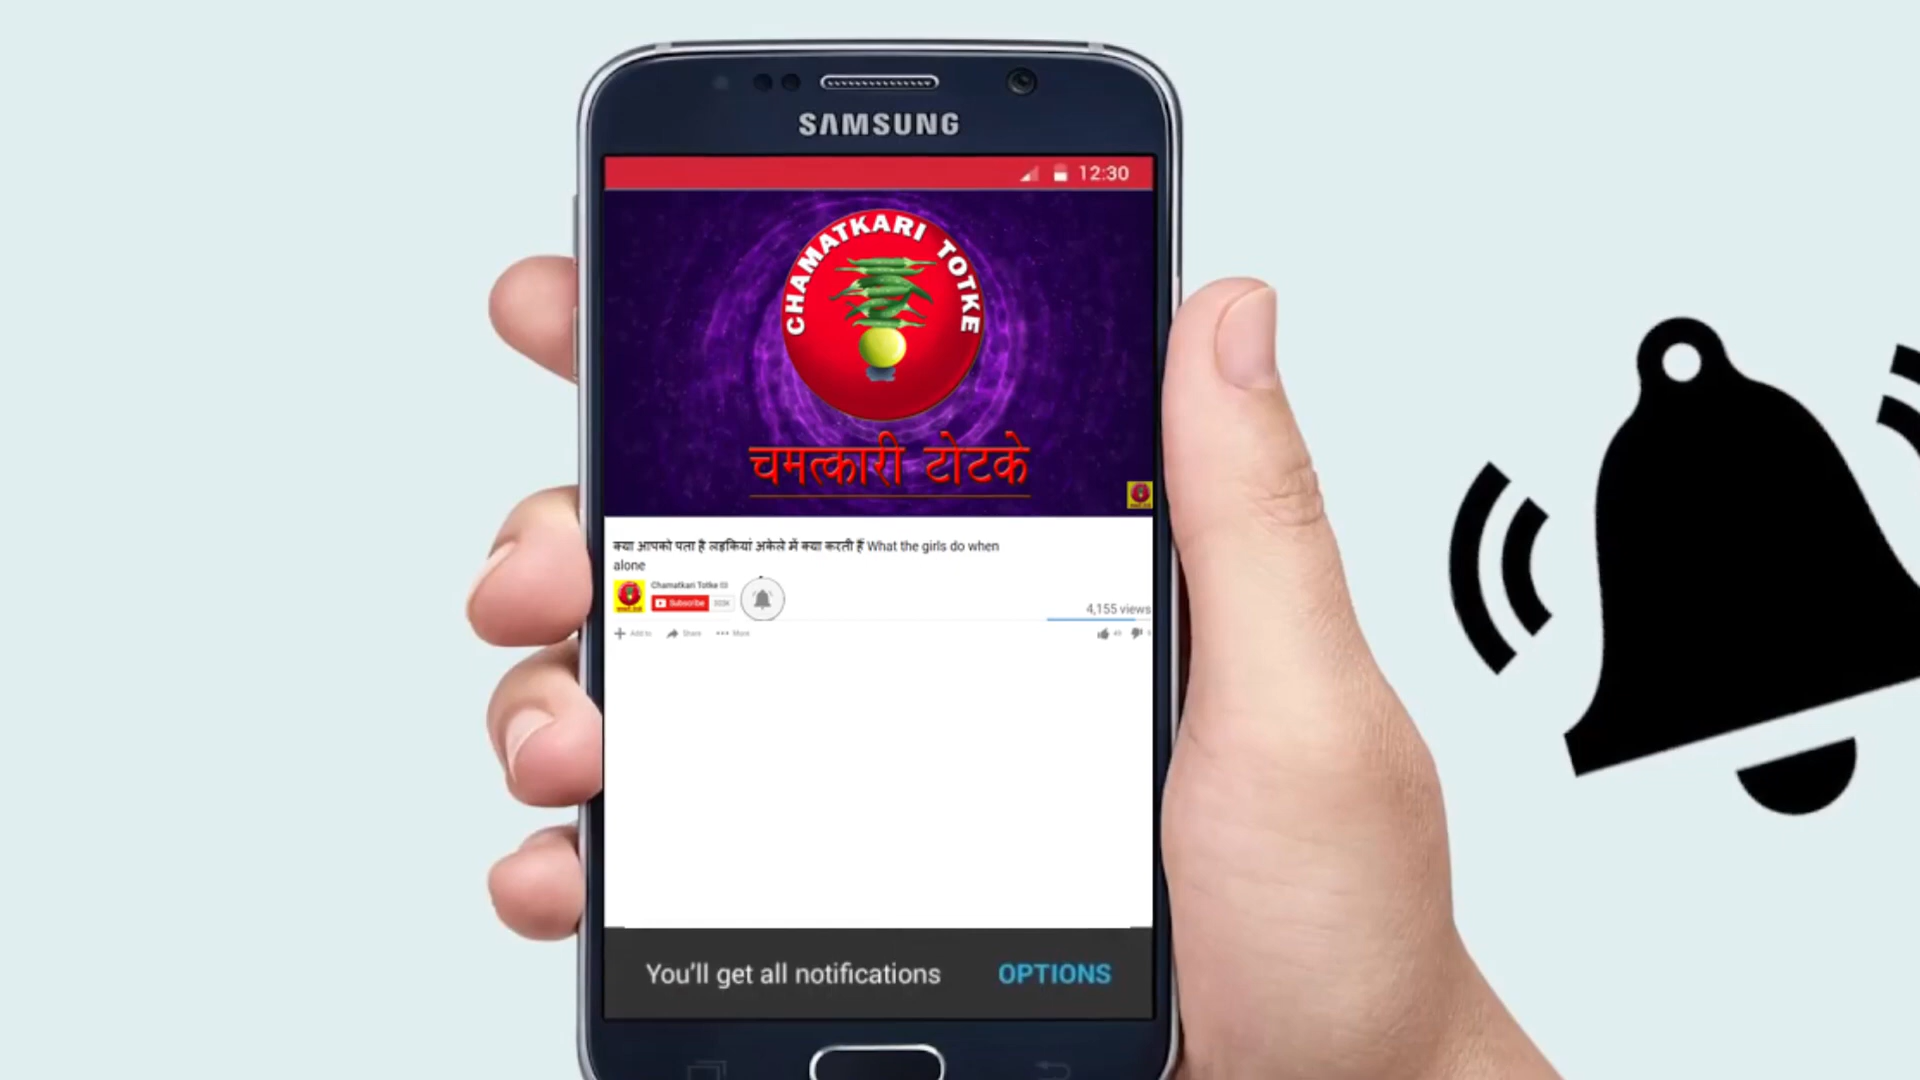 SAMSUNG
12:30
CHAMATKARI TOTKE
चमत्कारी टोटके
क्या आपको पता है लड़कियां अकेले में क्या करती हैं What the girls do when
alone
Chamatkari Totke
Subscribe
4,155 views
Add to
Share
More
49
You'll get all notifications
OPTIONS